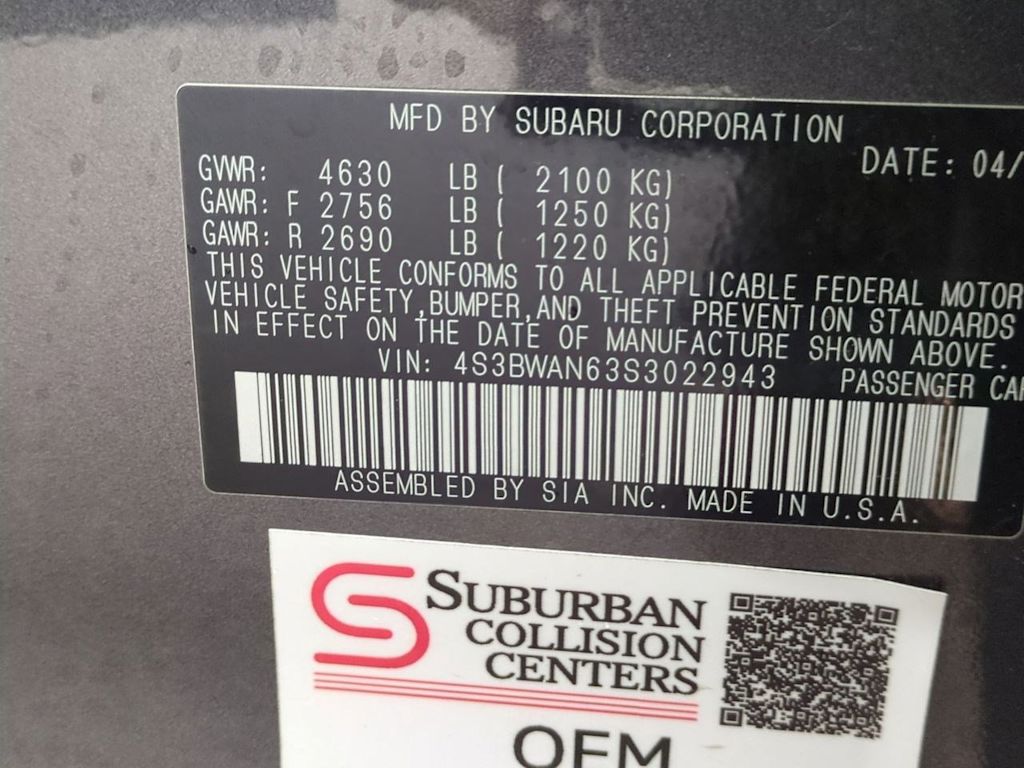 MFD BY SUBARU CORPORATION
DATE: 04/
GVWR: 4630 LB ( 2100 KG)
GAWR: F 2756 LB ( 1250 KG)
GAWR: R 2690 LB ( 1220 KG)
THIS VEHICLE CONFORMS TO ALL APPLICABLE FEDERAL MOTOR
VEHICLE SAFETY,BUMPER,AND THEFT PREVENTION STANDARDS
IN EFFECT ON THE DATE OF MANUFACTURE SHOWN ABOVE.
VIN: 4S3BWAN63S3022943 PASSENGER CAR
ASSEMBLED BY SIA INC. MADE IN U.S.A.
SUBURBAN
COLLISION
CENTERS
OEM